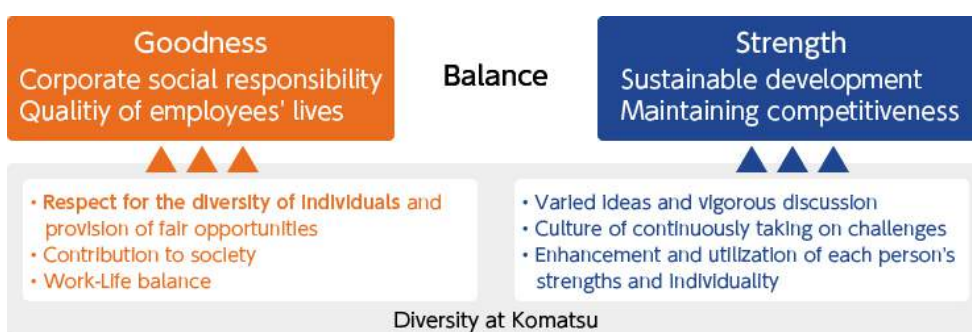 Goodness
Corporate social responsibility
Qualitiy of employees' lives
Balance
Strength
Sustainable development
Maintaining competitiveness
• Respect for the diversity of individuals and
provision of fair opportunities
• Contribution to society
• Work-Life balance
• Varied ideas and vigorous discussion
• Culture of continuously taking on challenges
• Enhancement and utilization of each person's
strengths and individuality
Diversity at Komatsu